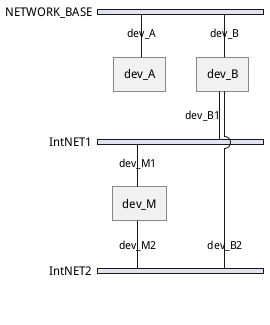 NETWORK_BASE
dev_A
dev_B
dev_A
dev_B
dev_B1
IntNET1
dev_M1
dev_M
dev_M2
dev_B2
IntNET2